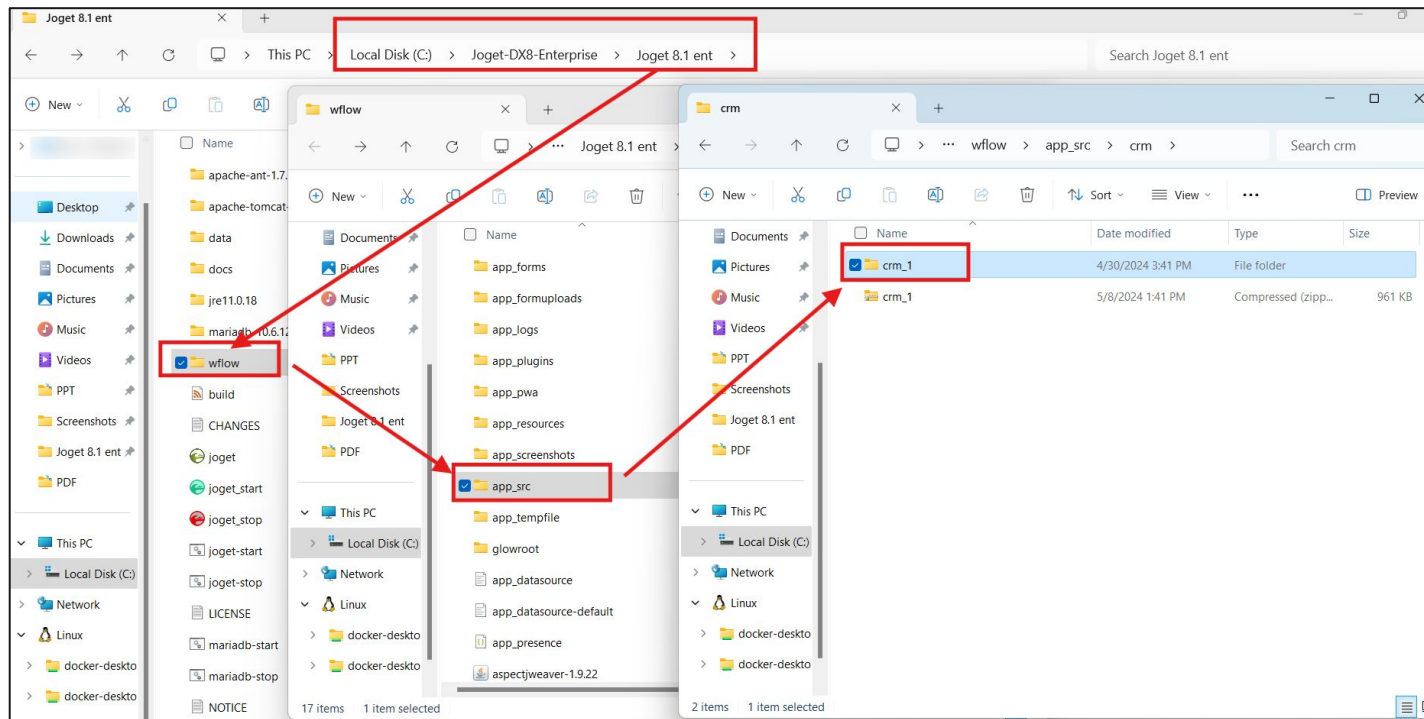 Joget 8.1 ent
This PC > Local Disk (C:) > Joget-DX8-Enterprise > Joget 8.1 ent >
Search Joget 8.1 ent
New
Desktop
Downloads
Documents
Pictures
Music
Videos
PPT
Screenshots
Joget 8.1 ent
PDF
This PC
Local Disk (C:)
Network
Linux
docker-deskto
docker-deskto
Name
apache-ant-1.7.
apache-tomcat-
data
docs
jre11.0.18
mariadb-10.6.12
wflow
build
CHANGES
joget
joget_start
joget_stop
joget-start
joget-stop
LICENSE
mariadb-start
mariadb-stop
NOTICE
wflow
Joget 8.1 ent
New
Documents
Pictures
Music
Videos
PPT
Screenshots
Joget 8.1 ent
PDF
This PC
Local Disk (C:)
Network
Linux
docker-deskto
docker-deskto
17 items 1 item selected
Name
app_forms
app_formuploads
app_logs
app_plugins
app_pwa
app_resources
app_screenshots
app_src
app_tempfile
glowroot
app_datasource
app_datasource-default
app_presence
aspectjweaver-1.9.22
crm
wflow > app_src > crm >
Search crm
New Sort View Preview
Documents
Pictures
Music
Videos
PPT
Screenshots
Joget 8.1 ent
PDF
This PC
Local Disk (C:)
Network
Linux
docker-deskto
docker-deskto
Name Date modified Type Size
crm_1 4/30/2024 3:41 PM File folder
crm_1 5/8/2024 1:41 PM Compressed (zipp... 961 KB
2 items 1 item selected